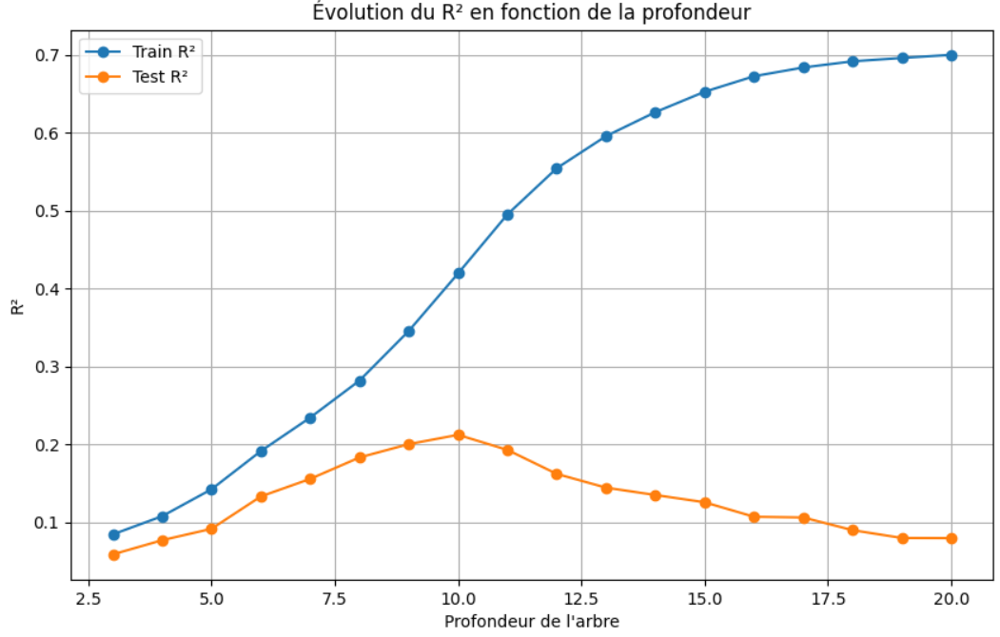 Évolution du R² en fonction de la profondeur
Train R²
Test R²
R²
0.7
0.6
0.5
0.4
0.3
0.2
0.1
2.5 5.0 7.5 10.0 12.5 15.0 17.5 20.0
Profondeur de l'arbre